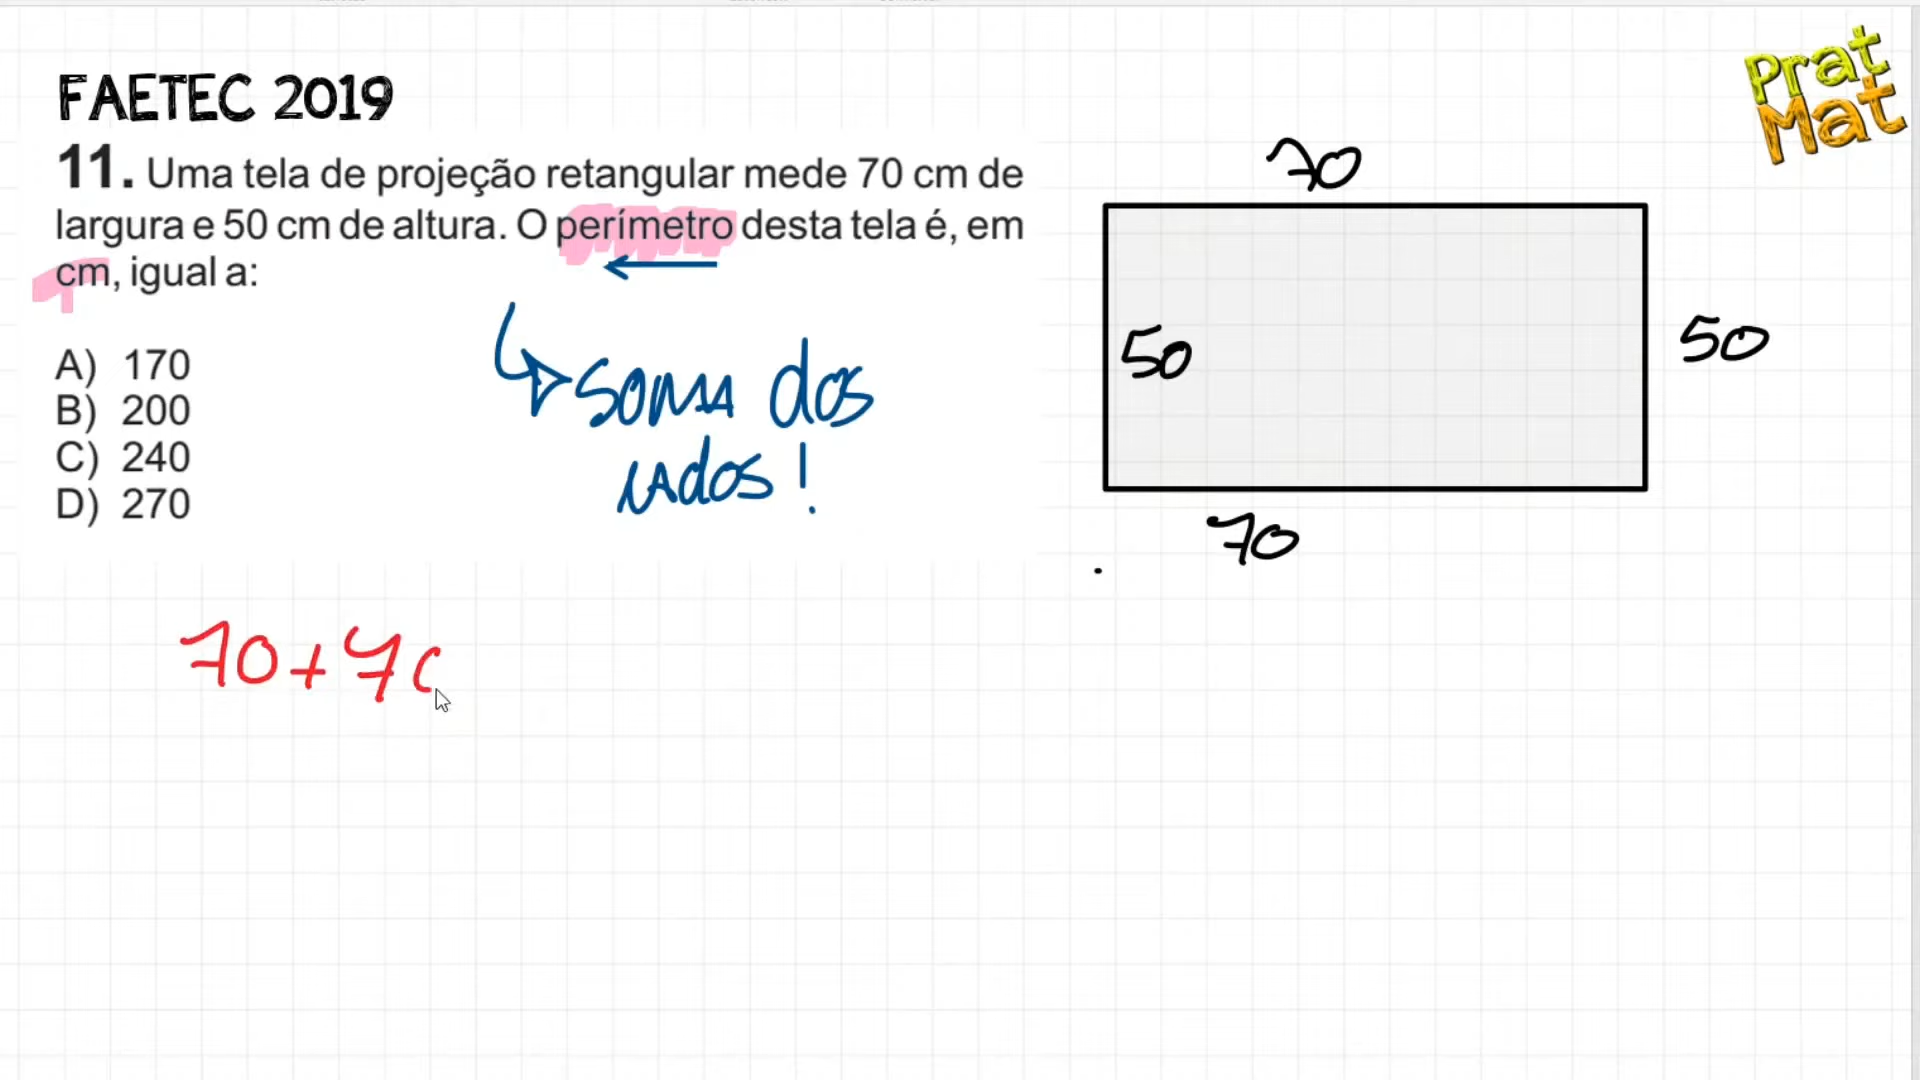 FAETEC 2019
Prat
Mat
11. Uma tela de projeção retangular mede 70 cm de
largura e 50 cm de altura. O perímetro desta tela é, em
cm, igual a:
A) 170
B) 200
C) 240
D) 270
soma dos
lados!
70
50
50
70
70+70